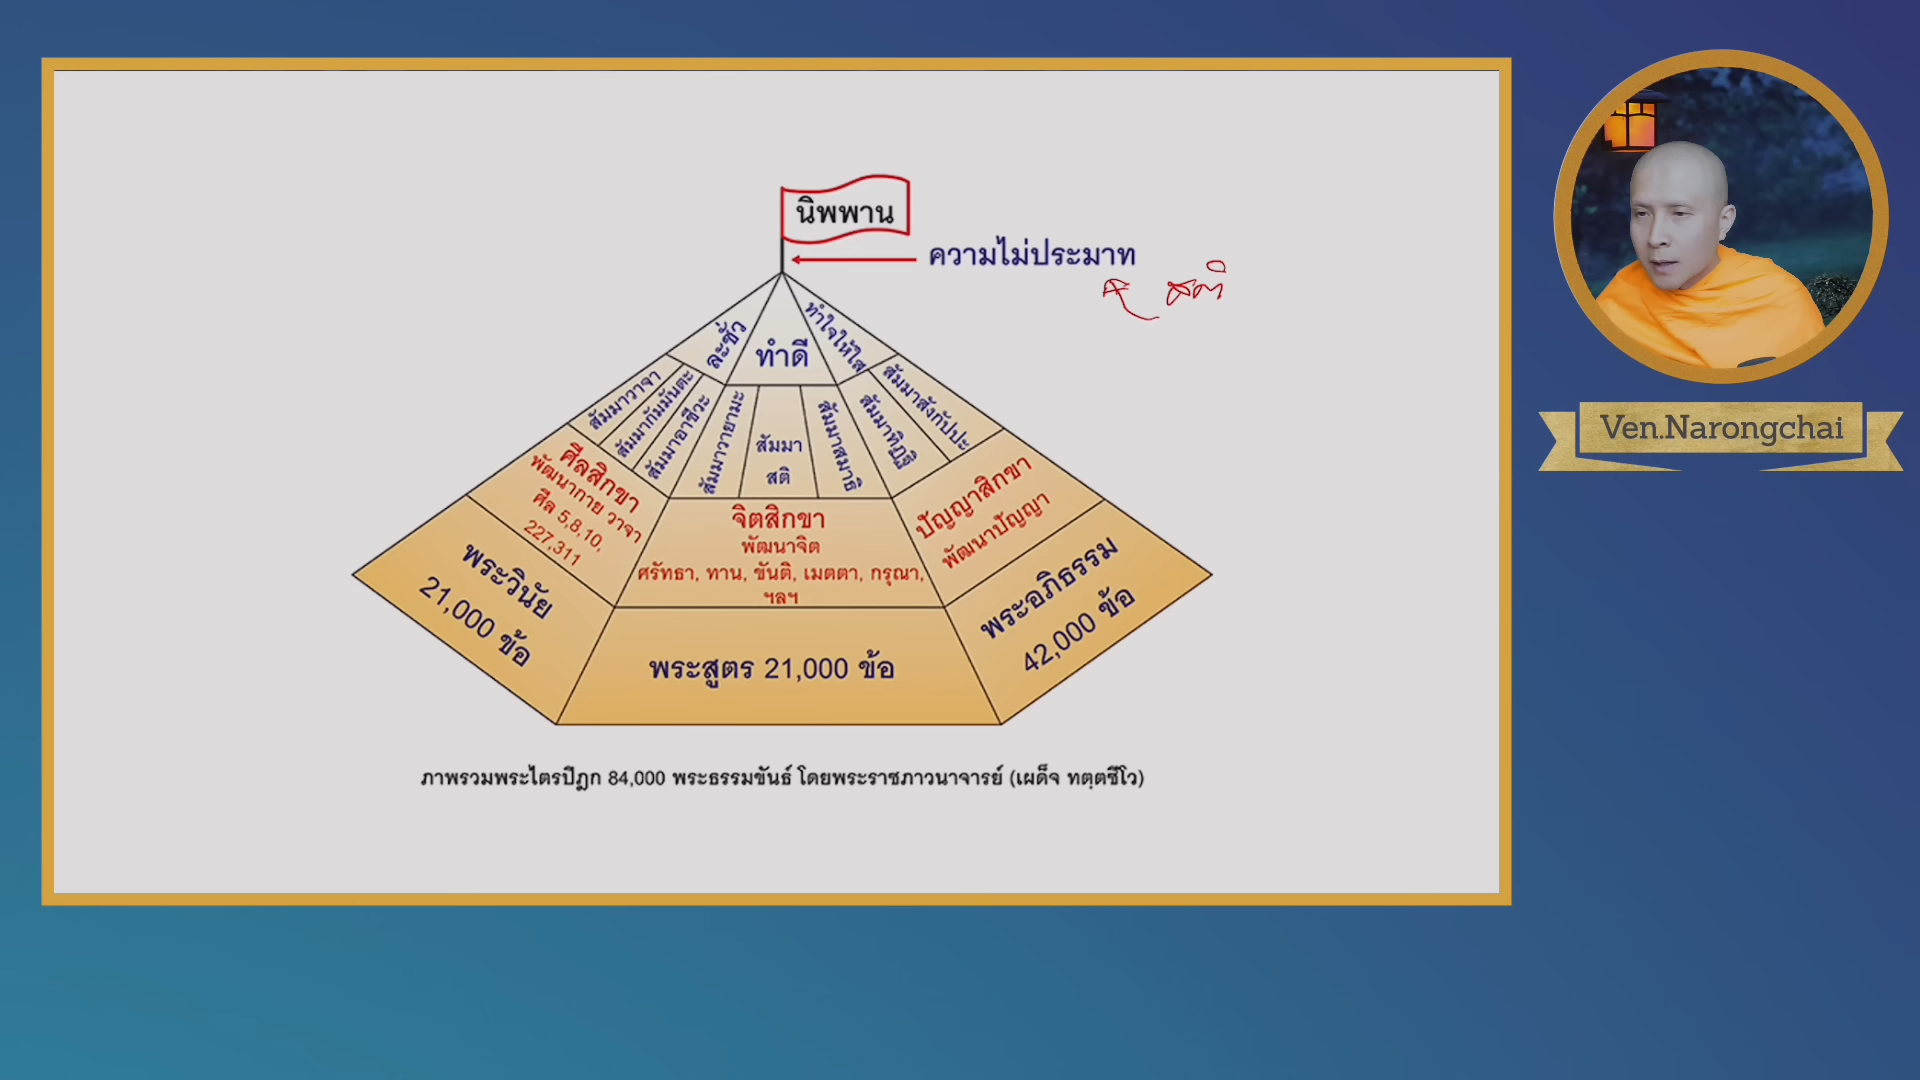 นิพพาน
ความไม่ประมาท
สติ
ละชั่ว
ทำดี
ทำใจให้ใส
สัมมาวาจา
สัมมากัมมันตะ
สัมมาอาชีวะ
สัมมาวายามะ
สัมมา
สติ
สัมมาสมาธิ
สัมมาทิฏฐิ
สัมมาสังกัปปะ
ศีลสิกขา
พัฒนากาย วาจา
ศีล 5,8,10,
227,311
จิตสิกขา
พัฒนาจิต
ศรัทธา, ทาน, ขันติ, เมตตา, กรุณา,
ฯลฯ
ปัญญาสิกขา
พัฒนาปัญญา
พระวินัย
21,000 ข้อ
พระสูตร 21,000 ข้อ
พระอภิธรรม
42,000 ข้อ
ภาพรวมพระไตรปิฎก 84,000 พระธรรมขันธ์ โดยพระราชภาวนาจารย์ (เผด็จ ทตฺตชีโว)
Ven.Narongchai